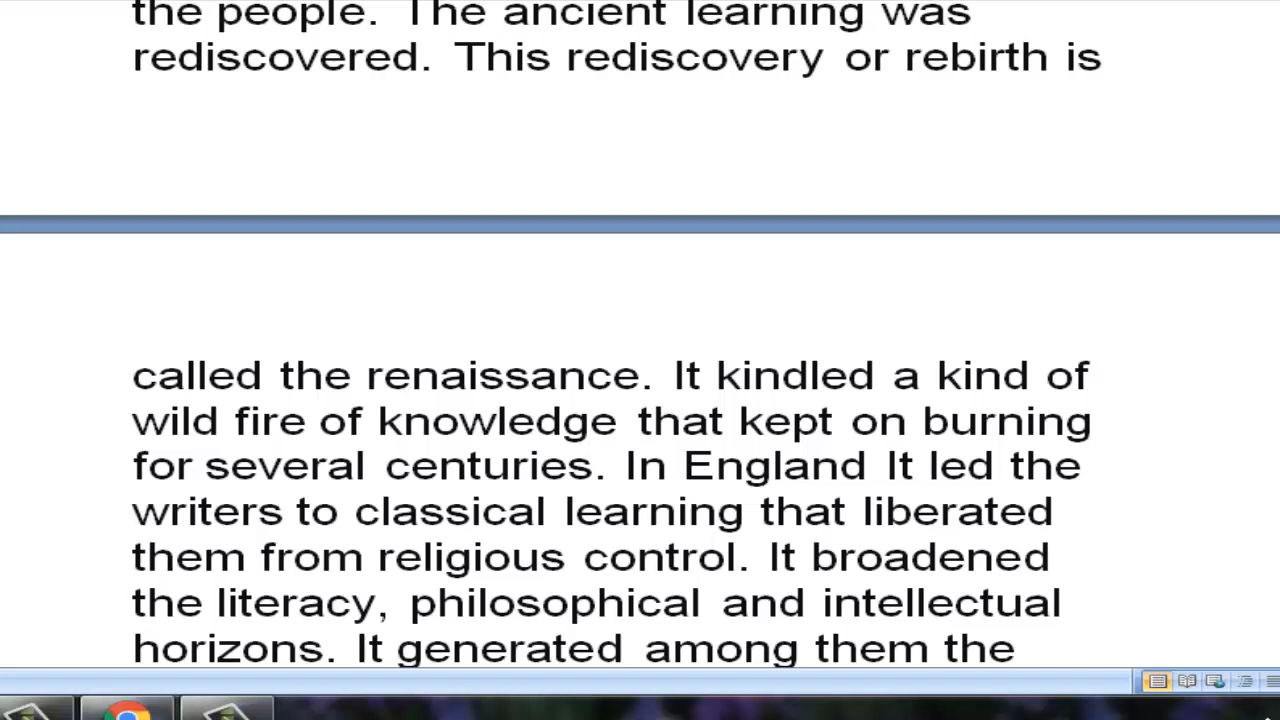 the people. The ancient learning was
rediscovered. This rediscovery or rebirth is
called the renaissance. It kindled a kind of
wild fire of knowledge that kept on burning
for several centuries. In England It led the
writers to classical learning that liberated
them from religious control. It broadened
the literacy, philosophical and intellectual
horizons. It generated among them the